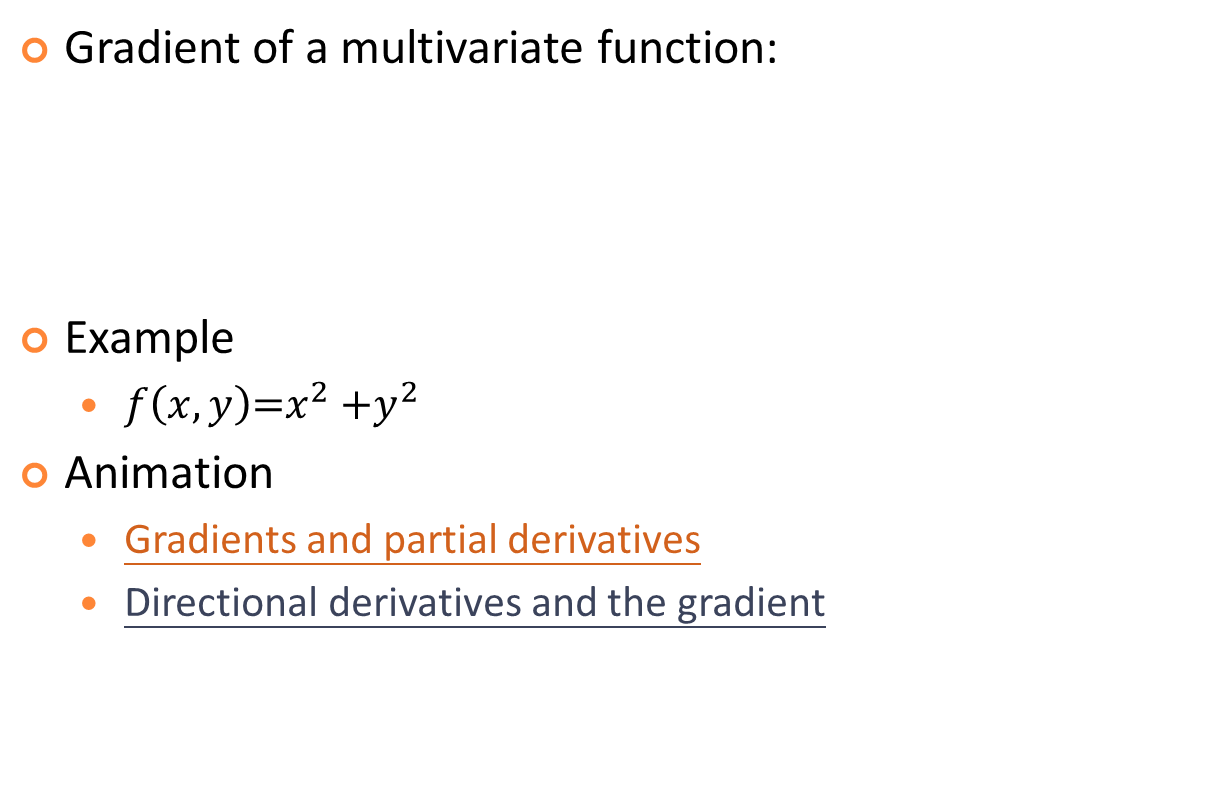 Gradient of a multivariate function:
Example
f(x,y)=x² +y²
Animation
Gradients and partial derivatives
Directional derivatives and the gradient